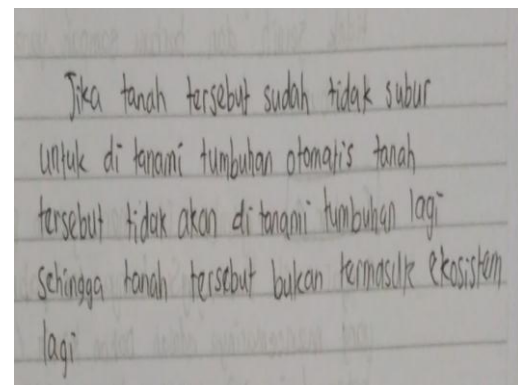 Jika tanah tersebut sudah tidak subur
untuk di tanami tumbuhan otomatis tanah
tersebut tidak akan di tanami tumbuhan lagi
sehingga tanah tersebut bukan termasuk ekosistem
lagi